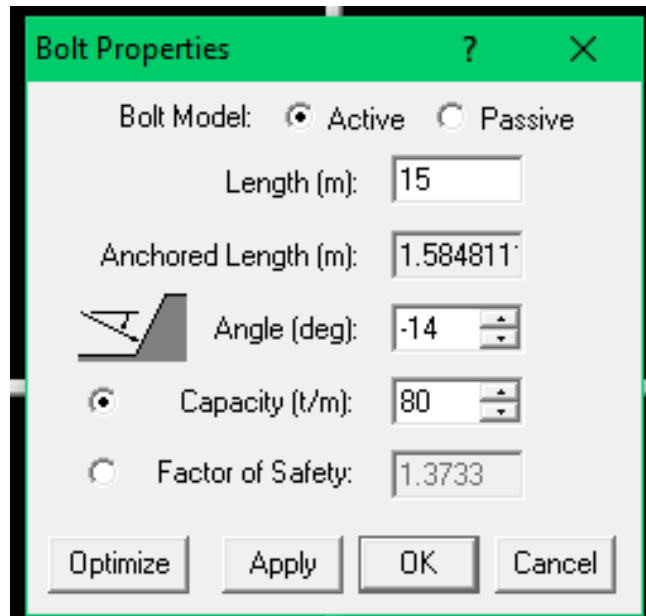 Bolt Properties ? ×
Bolt Model: Active Passive
Length (m): 15
Anchored Length (m): 1.584811
Angle (deg): -14
Capacity (t/m): 80
Factor of Safety: 1.3733
Optimize Apply OK Cancel